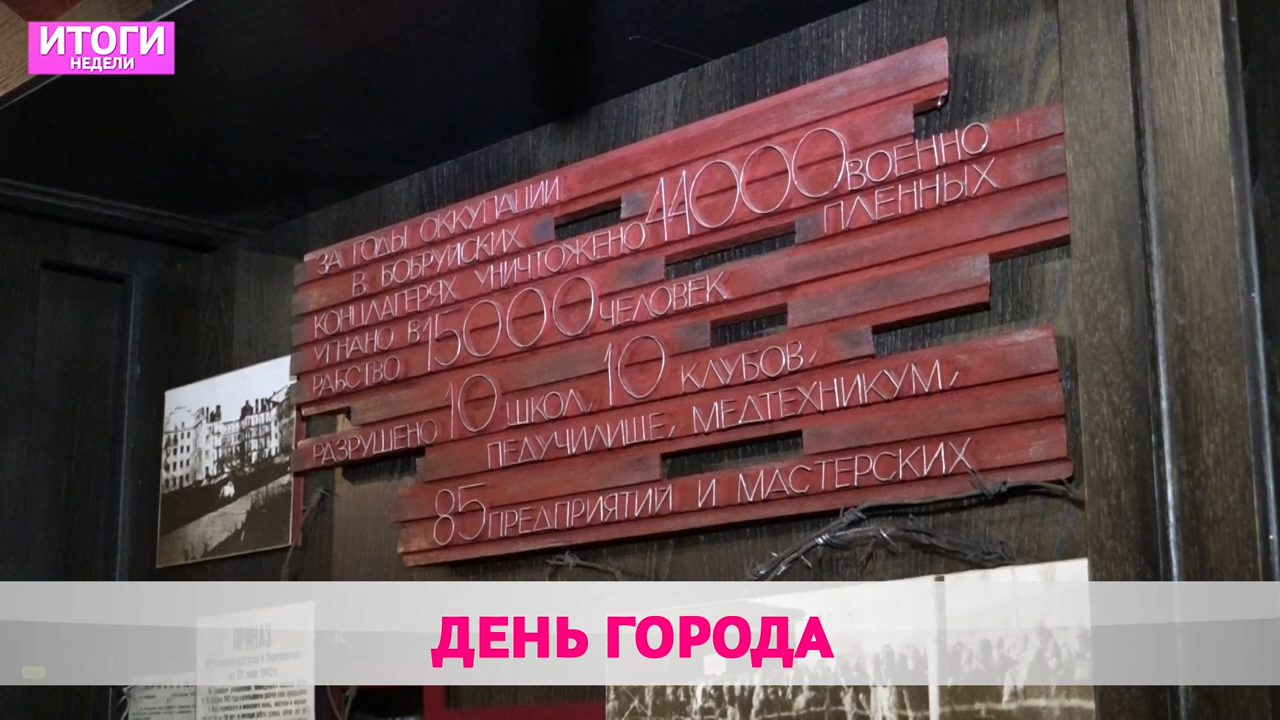 ИТОГИ
НЕДЕЛИ
ЗА ГОДЫ ОККУПАЦИИ
В БОБРУЙСКИХ
КОНЦЛАГЕРЯХ УНИЧТОЖЕНО 44000 ВОЕННО
ПЛЕННЫХ
УГНАНО В
РАБСТВО 15000 ЧЕЛОВЕК
РАЗРУШЕНО 10 ШКОЛ, 10 КЛУБОВ,
ПЕДУЧИЛИЩЕ, МЕДТЕХНИКУМ,
85 ПРЕДПРИЯТИЙ И МАСТЕРСКИХ
ДЕНЬ ГОРОДА
ПРИКАЗ